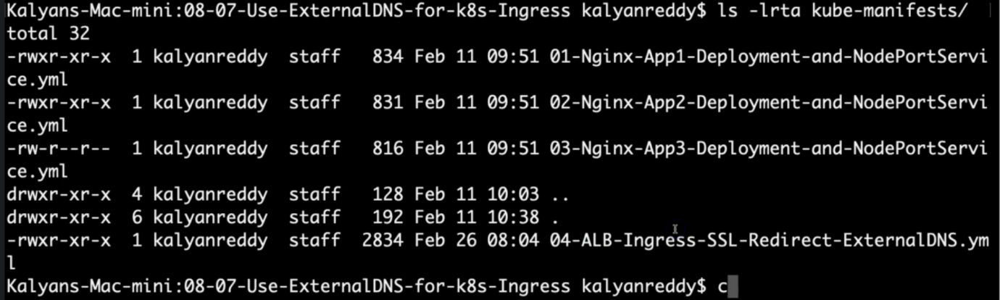 Kalyans-Mac-mini:08-07-Use-ExternalDNS-for-k8s-Ingress kalyanreddy$ ls -lrta kube-manifests/
total 32
-rwxr-xr-x  1 kalyanreddy  staff   834 Feb 11 09:51 01-Nginx-App1-Deployment-and-NodePortServi
ce.yml
-rwxr-xr-x  1 kalyanreddy  staff   831 Feb 11 09:51 02-Nginx-App2-Deployment-and-NodePortServi
ce.yml
-rw-r--r--  1 kalyanreddy  staff   816 Feb 11 09:51 03-Nginx-App3-Deployment-and-NodePortServi
ce.yml
drwxr-xr-x  4 kalyanreddy  staff   128 Feb 11 10:03 ..
drwxr-xr-x  6 kalyanreddy  staff   192 Feb 11 10:38 .
-rwxr-xr-x  1 kalyanreddy  staff  2834 Feb 26 08:04 04-ALB-Ingress-SSL-Redirect-ExternalDNS.ym
l
Kalyans-Mac-mini:08-07-Use-ExternalDNS-for-k8s-Ingress kalyanreddy$ c